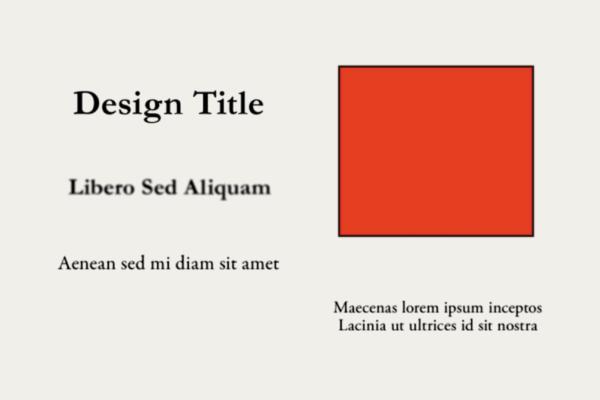 Design Title
Libero Sed Aliquam
Aenean sed mi diam sit amet
Maecenas lorem ipsum inceptos
Lacinia ut ultrices id sit nostra